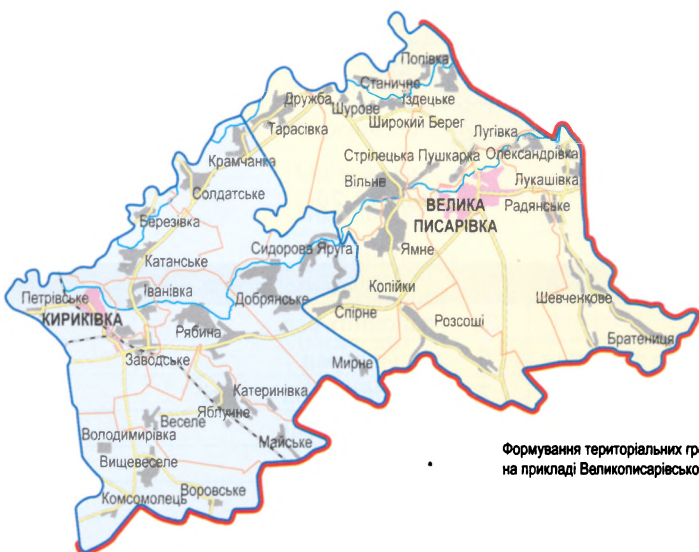 Попівка
Станичне
Дружба
Шурове
Їздецьке
Тарасівка
Широкий Берег
Лугівка
Крамчанка
Стрілецька Пушкарка
Олександрівка
Солдатське
Вільне
Лукашівка
ВЕЛИКА
ПИСАРІВКА
Радянське
Березівка
Сидорова Яруга
Ямне
Катанське
Копійки
Петрівське
Іванівка
Добрянське
Спірне
Шевченкове
КИРИКІВКА
Рябина
Розсоші
Братениця
Заводське
Мирне
Катеринівка
Яблучне
Веселе
Володимирівка
Майське
Вищевеселе
Формування територіальних гр
на прикладі Великописарівсько
Комсомолець
Воровське